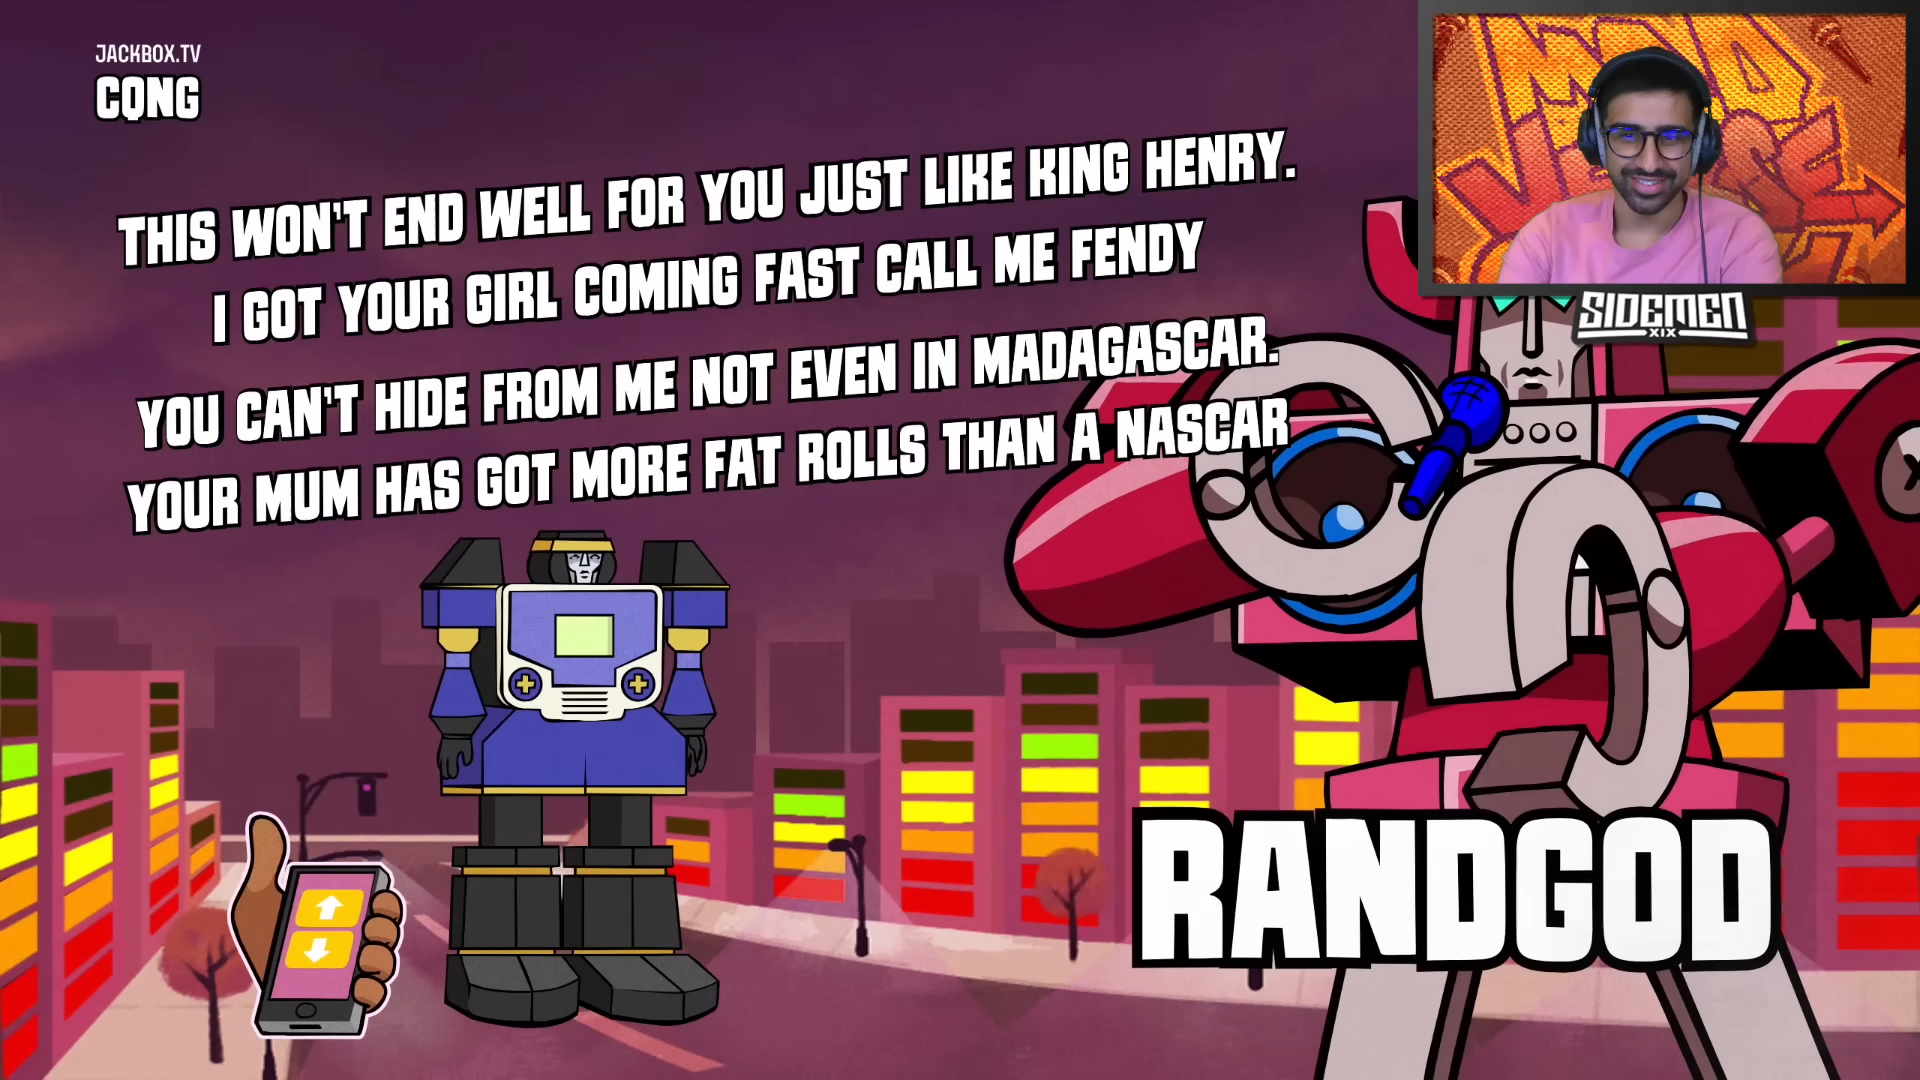 JACKBOX.TV
CQNG
THIS WON'T END WELL FOR YOU JUST LIKE KING HENRY.
I GOT YOUR GIRL COMING FAST CALL ME FENDY
YOU CAN'T HIDE FROM ME NOT EVEN IN MADAGASCAR.
YOUR MUM HAS GOT MORE FAT ROLLS THAN A NASCAR
SIDEMEN
XIX
RANDGOD